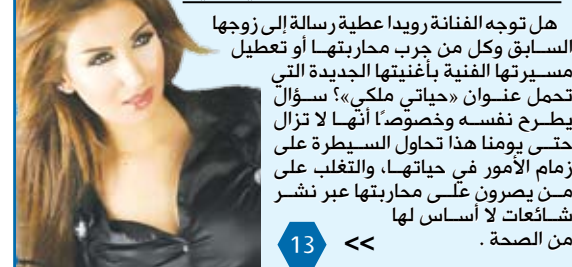 هل توجه الفنانة رويدا عطية رسالة إلى زوجها
السابق وكل من جرب محاربتها أو تعطيل
مسيرتها الفنية بأغنيتها الجديدة التي
تحمل عنوان «حياتي ملكي»؟ سؤال
يطرح نفسه وخصوصًا أنها لا تزال
حتى يومنا هذا تحاول السيطرة على
زمام الأمور في حياتها، والتغلب على
من يصرون على محاربتها عبر نشر
شائعات لا أساس لها
من الصحة .
>> 13